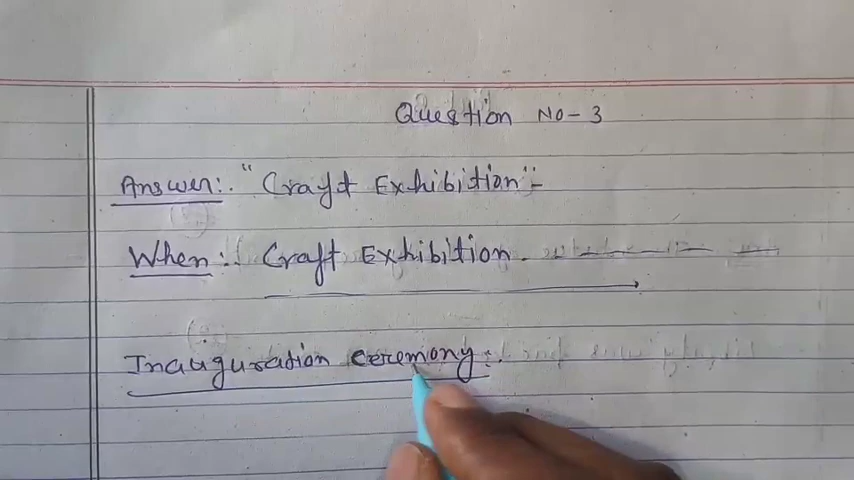 Question No-3
Answer:- "Craft Exhibition":-
When:- Craft Exhibition.
Inauguration ceremony:-